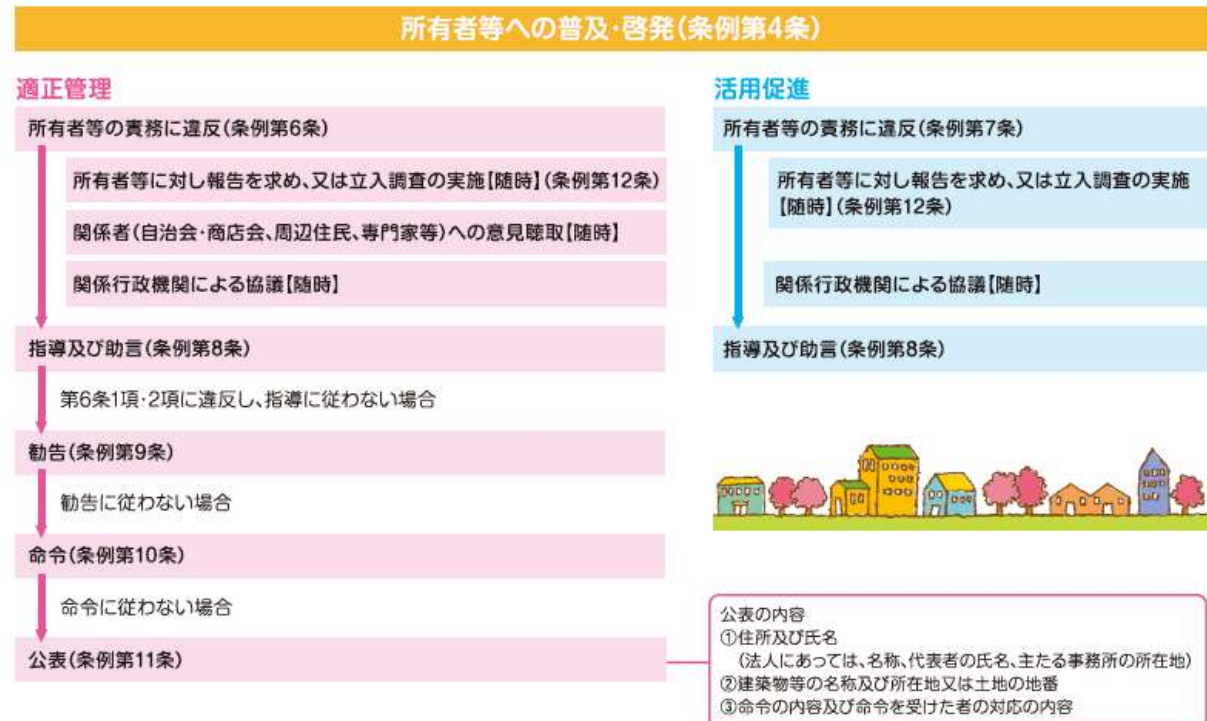 所有者等への普及・啓発(条例第4条)
適正管理
所有者等の責務に違反(条例第6条)
所有者等に対し報告を求め、又は立入調査の実施【随時】(条例第12条)
関係者(自治会・商店会、周辺住民、専門家等)への意見聴取【随時】
関係行政機関による協議【随時】
指導及び助言(条例第8条)
第6条1項・2項に違反し、指導に従わない場合
勧告(条例第9条)
勧告に従わない場合
命令(条例第10条)
命令に従わない場合
公表(条例第11条)
活用促進
所有者等の責務に違反(条例第7条)
所有者等に対し報告を求め、又は立入調査の実施
【随時】(条例第12条)
関係行政機関による協議【随時】
指導及び助言(条例第8条)
公表の内容
①住所及び氏名
(法人にあっては、名称、代表者の氏名、主たる事務所の所在地)
②建築物等の名称及び所在地又は土地の地番
③命令の内容及び命令を受けた者の対応の内容